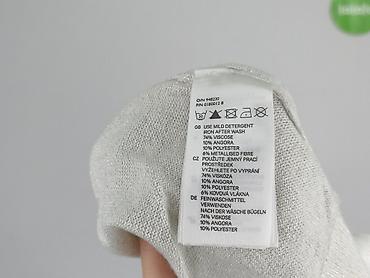 O/N 948230
P/N 0180012 B
GB USE MILD DETERGENT
IRON AFTER WASH
74% VISCOSE
10% ANGORA
10% POLYESTER
6% METALLISED FIBRE
CZ POUŽIJTE JEMNÝ PRACÍ
PROSTŘEDEK
VYŽEHLETE PO VYPRÁNÍ
74% VISKÓZA
10% ANGORA
10% POLYESTER
6% KOVOVÁ VLÁKNA
DE FEINWASCHMITTEL
VERWENDEN
NACH DER WÄSCHE BÜGELN
74% VISKOSE
10% ANGORA
10% POLYESTER